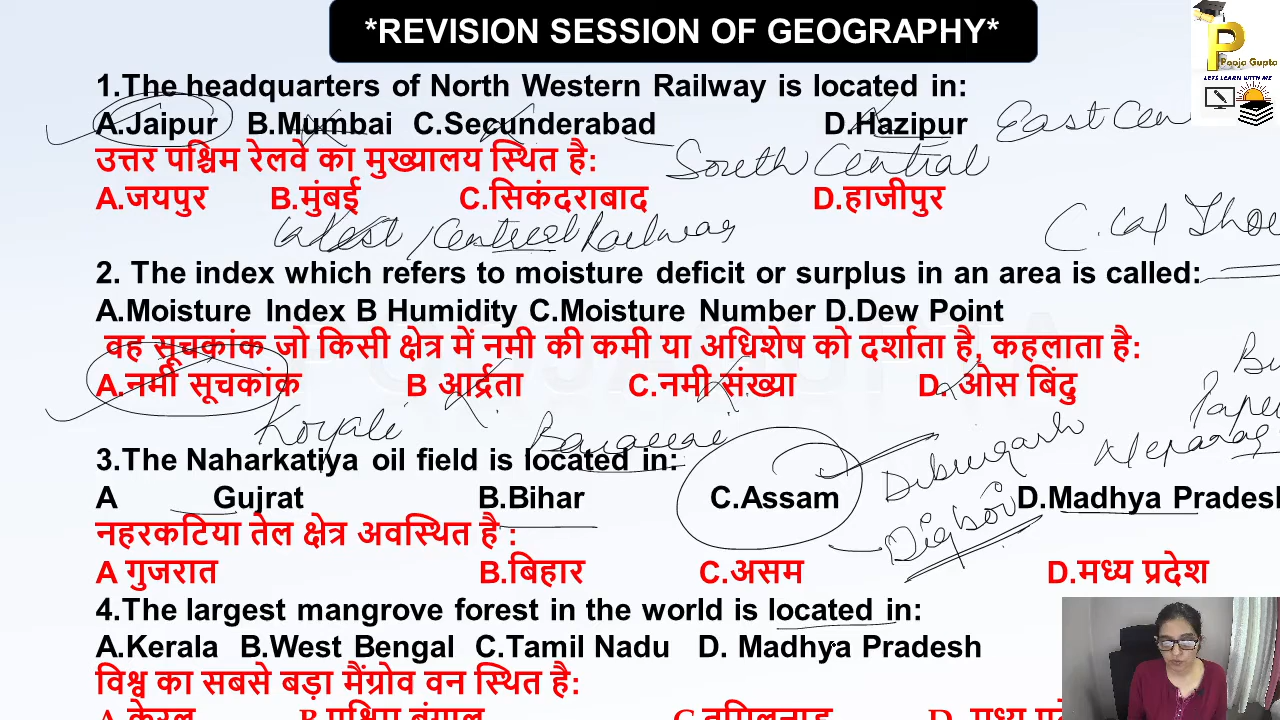 *REVISION SESSION OF GEOGRAPHY*
P
Pooja Gupta
LETS LEARN WITH ME
1.The headquarters of North Western Railway is located in:
A.Jaipur B.Mumbai C.Secunderabad D.Hazipur East Cen
उत्तर पश्चिम रेलवे का मुख्यालय स्थित है: South Central
A.जयपुर B.मुंबई C.सिकंदराबाद D.हाजीपुर
West Central Railway
2. The index which refers to moisture deficit or surplus in an area is called:
A.Moisture Index B Humidity C.Moisture Number D.Dew Point
वह सूचकांक जो किसी क्षेत्र में नमी की कमी या अधिशेष को दर्शाता है, कहलाता है:
A.नमी सूचकांक B आर्द्रता C.नमी संख्या D. ओस बिंदु
Koyali Dibrugarh
3.The Naharkatiya oil field is located in:
A Gujrat B.Bihar C.Assam D.Madhya Pradesh
Digboi
नहरकटिया तेल क्षेत्र अवस्थित है :
A गुजरात B.बिहार C.असम D.मध्य प्रदेश
4.The largest mangrove forest in the world is located in:
A.Kerala B.West Bengal C.Tamil Nadu D. Madhya Pradesh
विश्व का सबसे बड़ा मैंग्रोव वन स्थित है:
A.केरल B.पश्चिम बंगाल C.तमिलनाडु D. मध्य